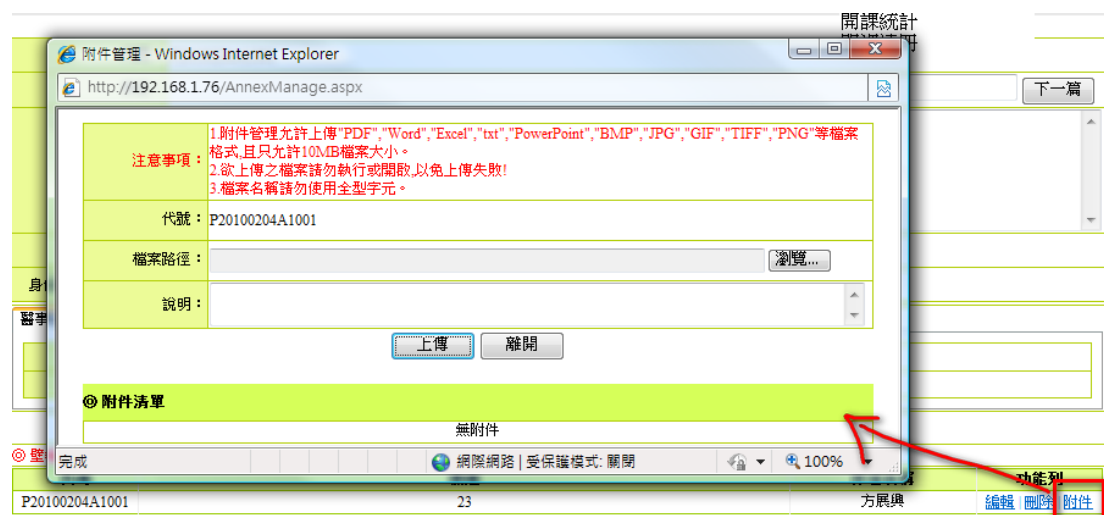 開課統計
附件管理 - Windows Internet Explorer
http://192.168.1.76/AnnexManage.aspx
下一篇
注意事項：
1.附件管理允許上傳"PDF","Word","Excel","txt","PowerPoint","BMP","JPG","GIF","TIFF","PNG"等檔案
格式,且只允許10MB檔案大小。
2.欲上傳之檔案請勿執行或開啟,以免上傳失敗!
3.檔案名稱請勿使用全型字元。
代號：
P20100204A1001
檔案路徑：
瀏覽...
說明：
身
醫事
上傳
離開
◎ 附件清單
無附件
◎ 壁
完成
網際網路 | 受保護模式: 關閉
100%
功能列
P20100204A1001
23
方展興
編輯 | 刪除 | 附件